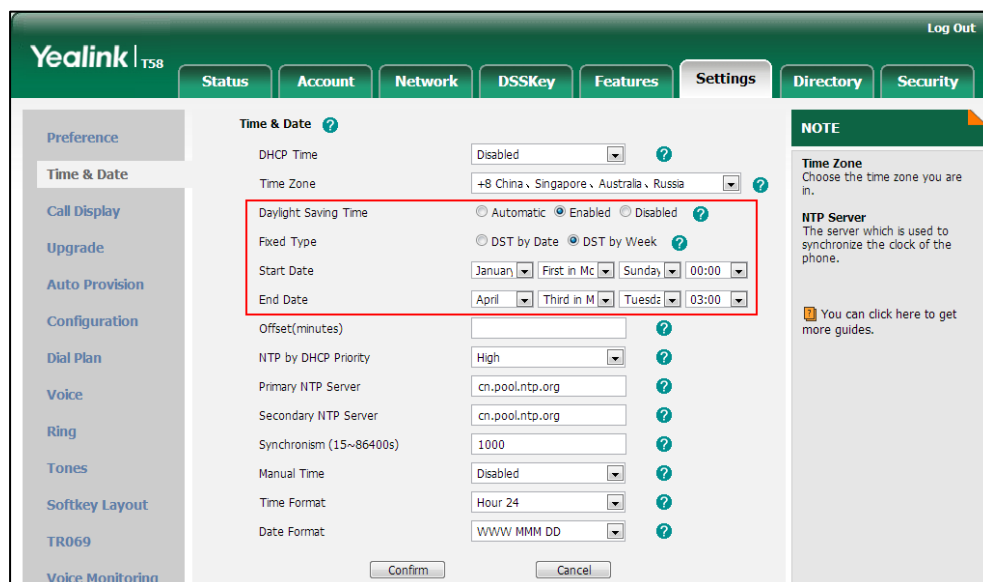 Log Out
Yealink T58
Status Account Network DSSKey Features Settings Directory Security
Preference
Time & Date
Call Display
Upgrade
Auto Provision
Configuration
Dial Plan
Voice
Ring
Tones
Softkey Layout
TR069
Voice Monitoring
Time & Date ?
DHCP Time Disabled ?
Time Zone +8 China、Singapore、Australia、Russia ?
Daylight Saving Time Automatic Enabled Disabled ?
Fixed Type DST by Date DST by Week ?
Start Date January First in Mc Sunday 00:00
End Date April Third in M Tuesda 03:00
Offset(minutes) ?
NTP by DHCP Priority High ?
Primary NTP Server cn.pool.ntp.org ?
Secondary NTP Server cn.pool.ntp.org ?
Synchronism (15~86400s) 1000 ?
Manual Time Disabled ?
Time Format Hour 24 ?
Date Format WWW MMM DD ?
Confirm Cancel
NOTE
Time Zone
Choose the time zone you are
in.
NTP Server
The server which is used to
synchronize the clock of the
phone.
? You can click here to get
more guides.